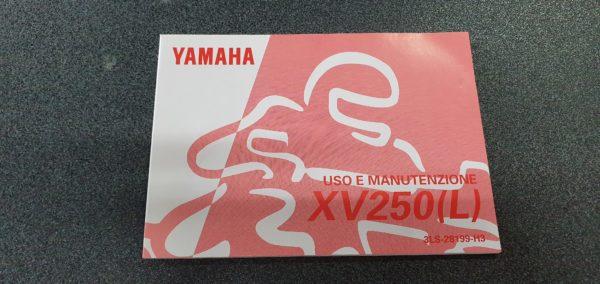 YAMAHA
USO E MANUTENZIONE
XV250(L)
3LS-28199-H3